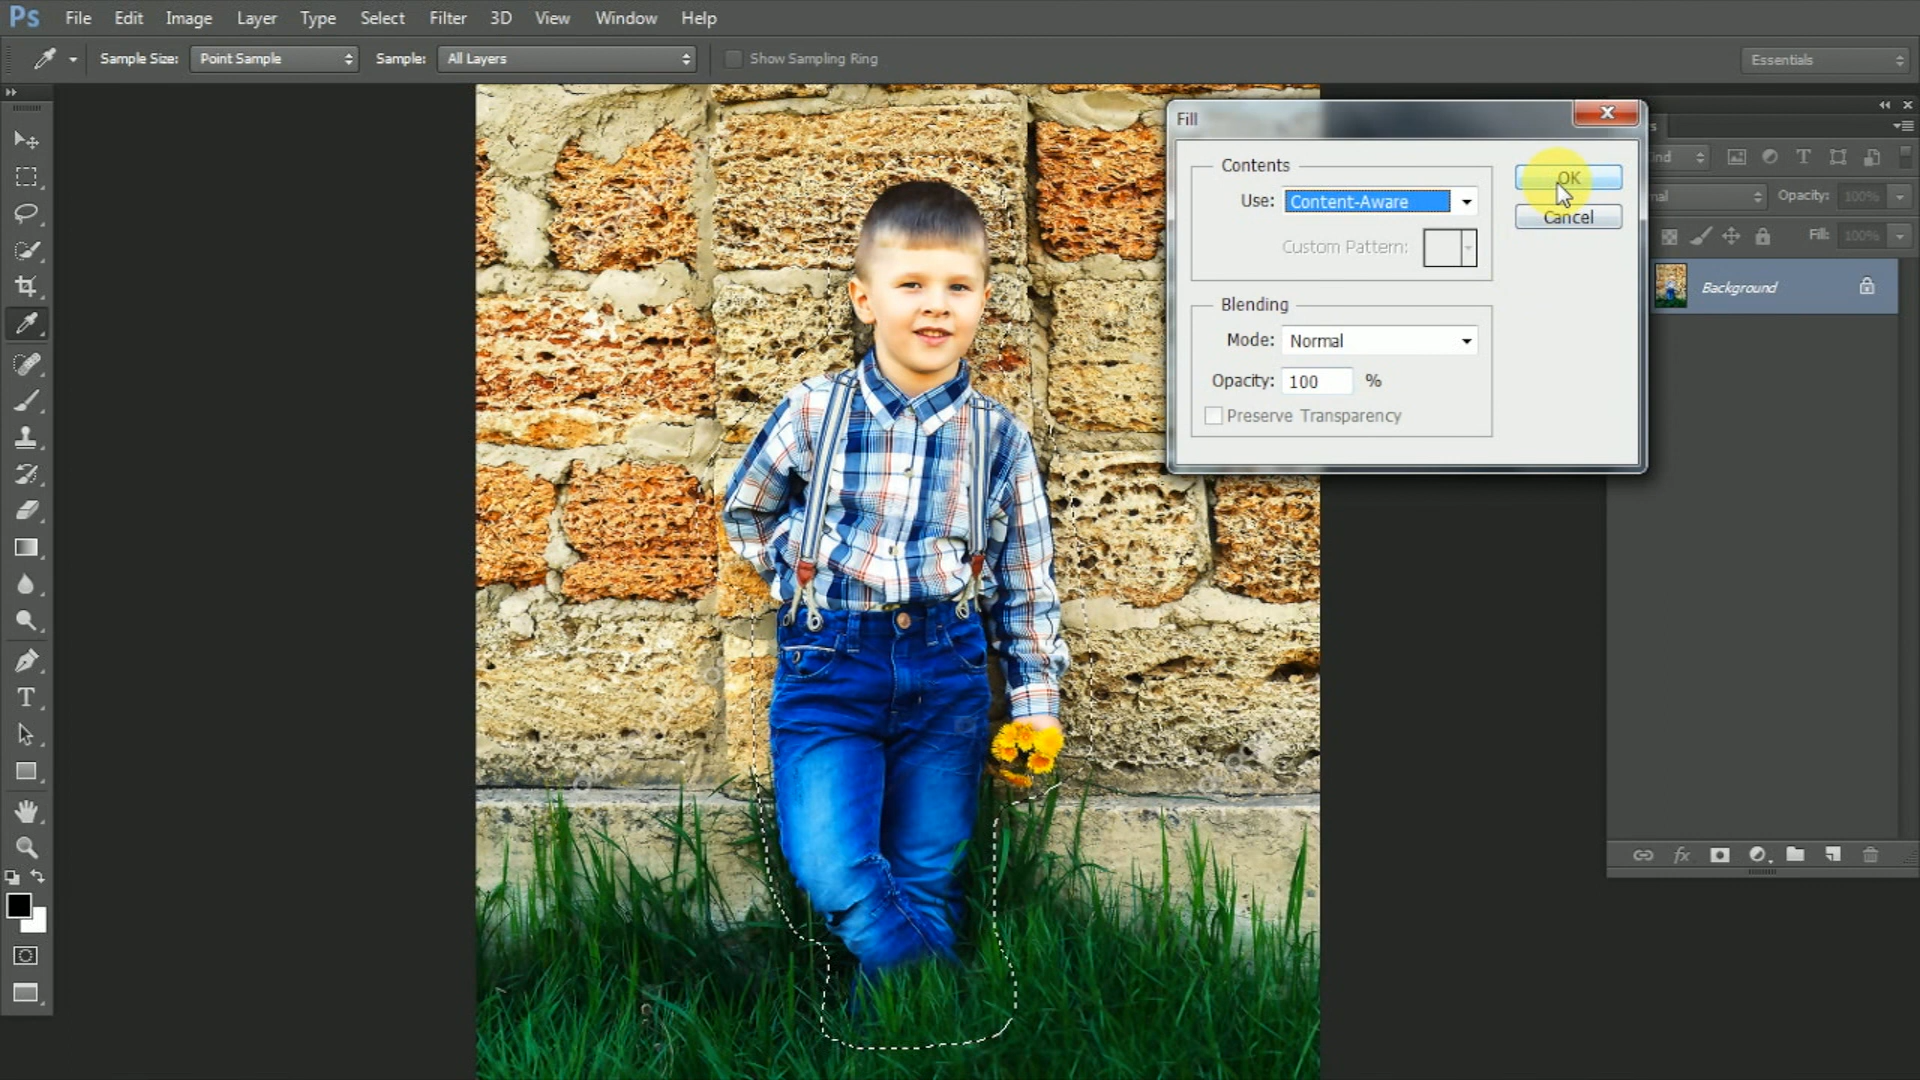 Ps File Edit Image Layer Type Select Filter 3D View Window Help
Sample Size: Point Sample Sample: All Layers Show Sampling Ring Essentials
Fill
Contents
Use: Content-Aware
Custom Pattern:
OK
Cancel
Blending
Mode: Normal
Opacity: 100 %
Preserve Transparency
Opacity: 100%
Fill: 100%
Background
T
fx